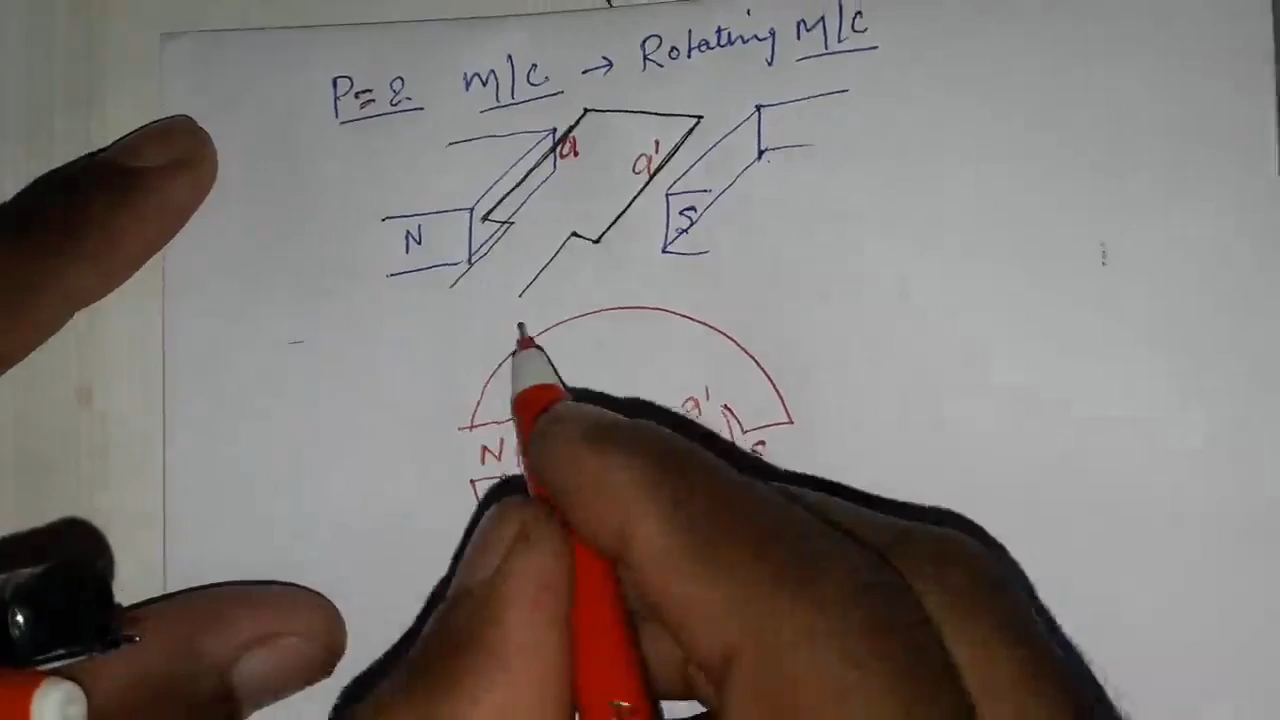 P=2 M/C → Rotating M/C
a a'
N S
a'
N S